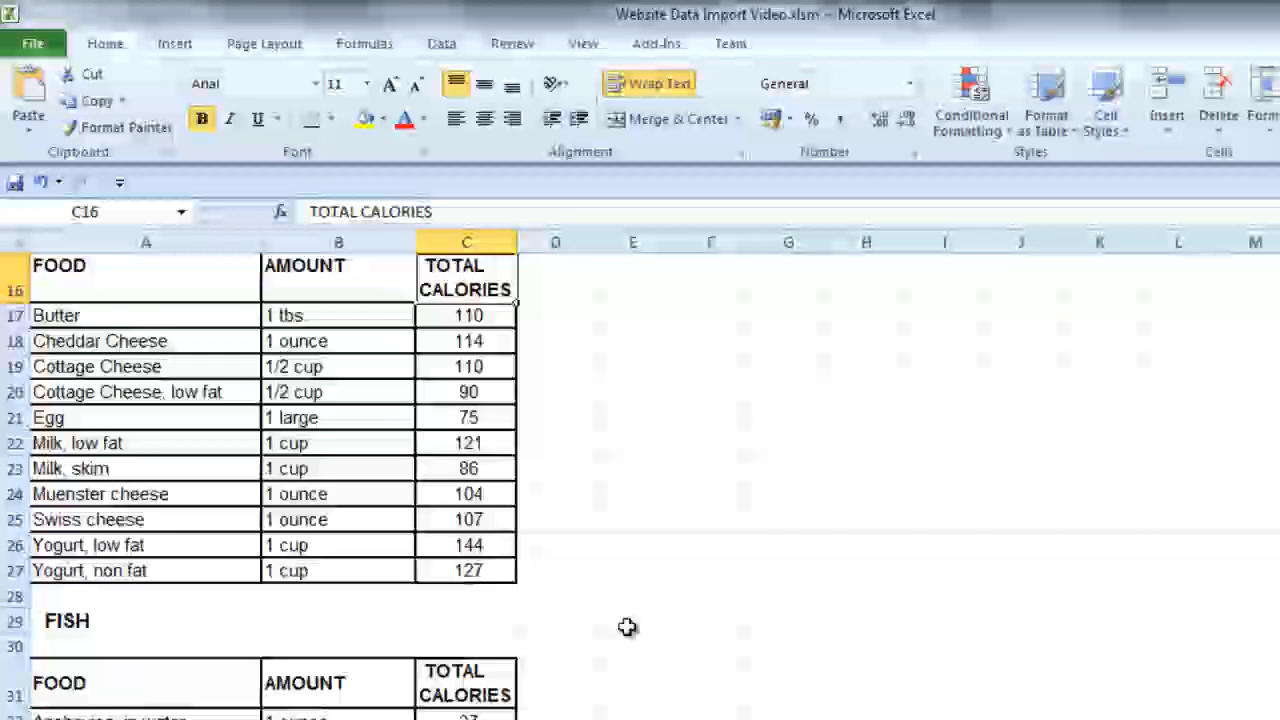 Website Data Import Video.xlsm - Microsoft Excel
File Home Insert Page Layout Formulas Data Review View Add-Ins Team
Cut
Copy
Format Painter
Paste
Clipboard
Arial 11
B I U
Font
Wrap Text
Merge & Center
Alignment
General
%
Number
Conditional Formatting
Format as Table
Cell Styles
Styles
Insert Delete
Cells
C16 fx TOTAL CALORIES
A B C D E F G H I J K L M
16 FOOD AMOUNT TOTAL CALORIES
17 Butter 1 tbs. 110
18 Cheddar Cheese 1 ounce 114
19 Cottage Cheese 1/2 cup 110
20 Cottage Cheese, low fat 1/2 cup 90
21 Egg 1 large 75
22 Milk, low fat 1 cup 121
23 Milk, skim 1 cup 86
24 Muenster cheese 1 ounce 104
25 Swiss cheese 1 ounce 107
26 Yogurt, low fat 1 cup 144
27 Yogurt, non fat 1 cup 127
28
29 FISH
30
31 FOOD AMOUNT TOTAL CALORIES